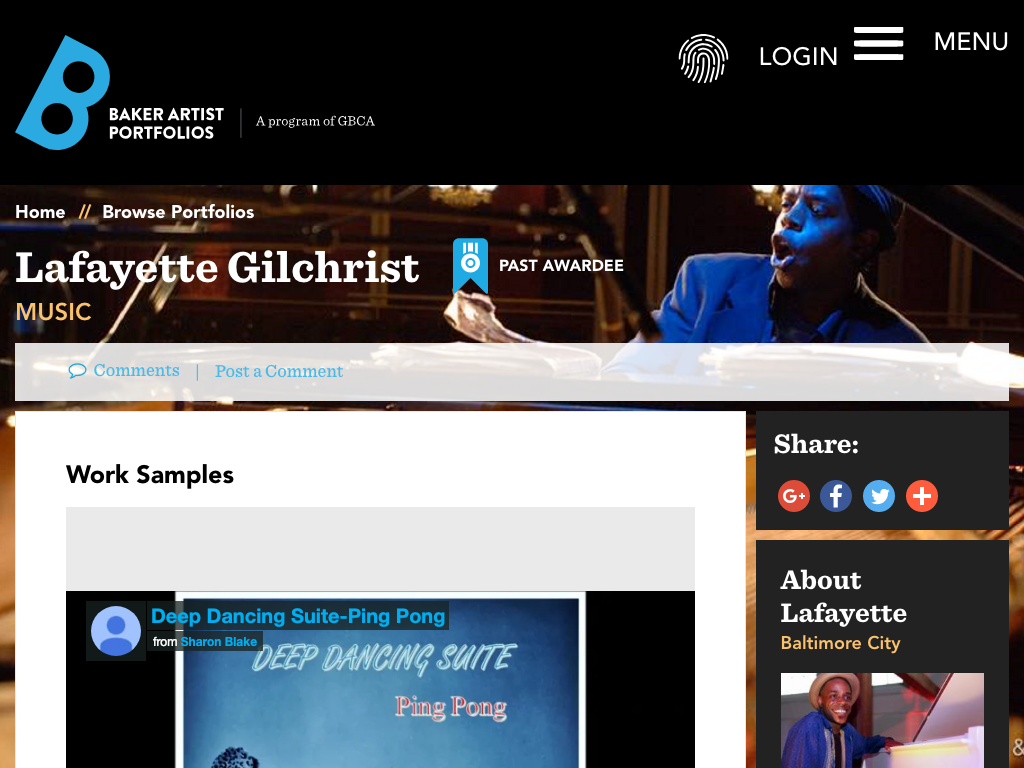 LOGIN
MENU
BAKER ARTIST
PORTFOLIOS
A program of GBCA
Home // Browse Portfolios
Lafayette Gilchrist
PAST AWARDEE
MUSIC
Comments | Post a Comment
Work Samples
Share:
G+
About
Lafayette
Baltimore City
Deep Dancing Suite-Ping Pong
from Sharon Blake
DEEP DANCING SUITE
Ping Pong
&